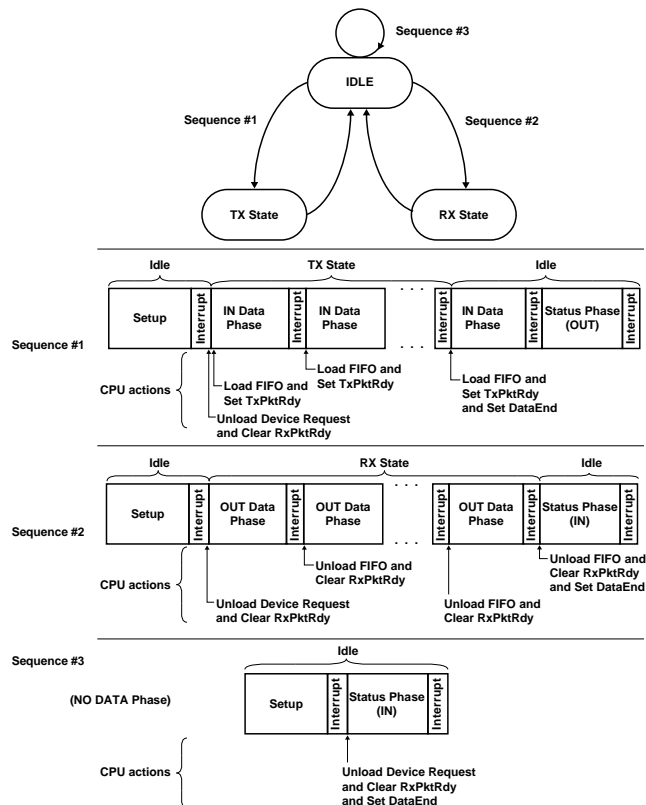 Sequence #3
IDLE
Sequence #1
Sequence #2
TX State
RX State
Idle
TX State
Idle
Setup
Interrupt
IN Data
Phase
Interrupt
IN Data
Phase
. . .
. . .
Interrupt
IN Data
Phase
Interrupt
Status Phase
(OUT)
Interrupt
Sequence #1
CPU actions
Load FIFO and
Set TxPktRdy
Unload Device Request
and Clear RxPktRdy
Load FIFO and
Set TxPktRdy
Load FIFO and
Set TxPktRdy
and Set DataEnd
Idle
RX State
Idle
Setup
Interrupt
OUT Data
Phase
Interrupt
OUT Data
Phase
. . .
. . .
Interrupt
OUT Data
Phase
Interrupt
Status Phase
(IN)
Interrupt
Sequence #2
CPU actions
Unload Device Request
and Clear RxPktRdy
Unload FIFO and
Clear RxPktRdy
Unload FIFO and
Clear RxPktRdy
Unload FIFO and
Clear RxPktRdy
and Set DataEnd
Sequence #3
(NO DATA Phase)
Idle
Setup
Interrupt
Status Phase
(IN)
Interrupt
CPU actions
Unload Device Request
and Clear RxPktRdy
and Set DataEnd